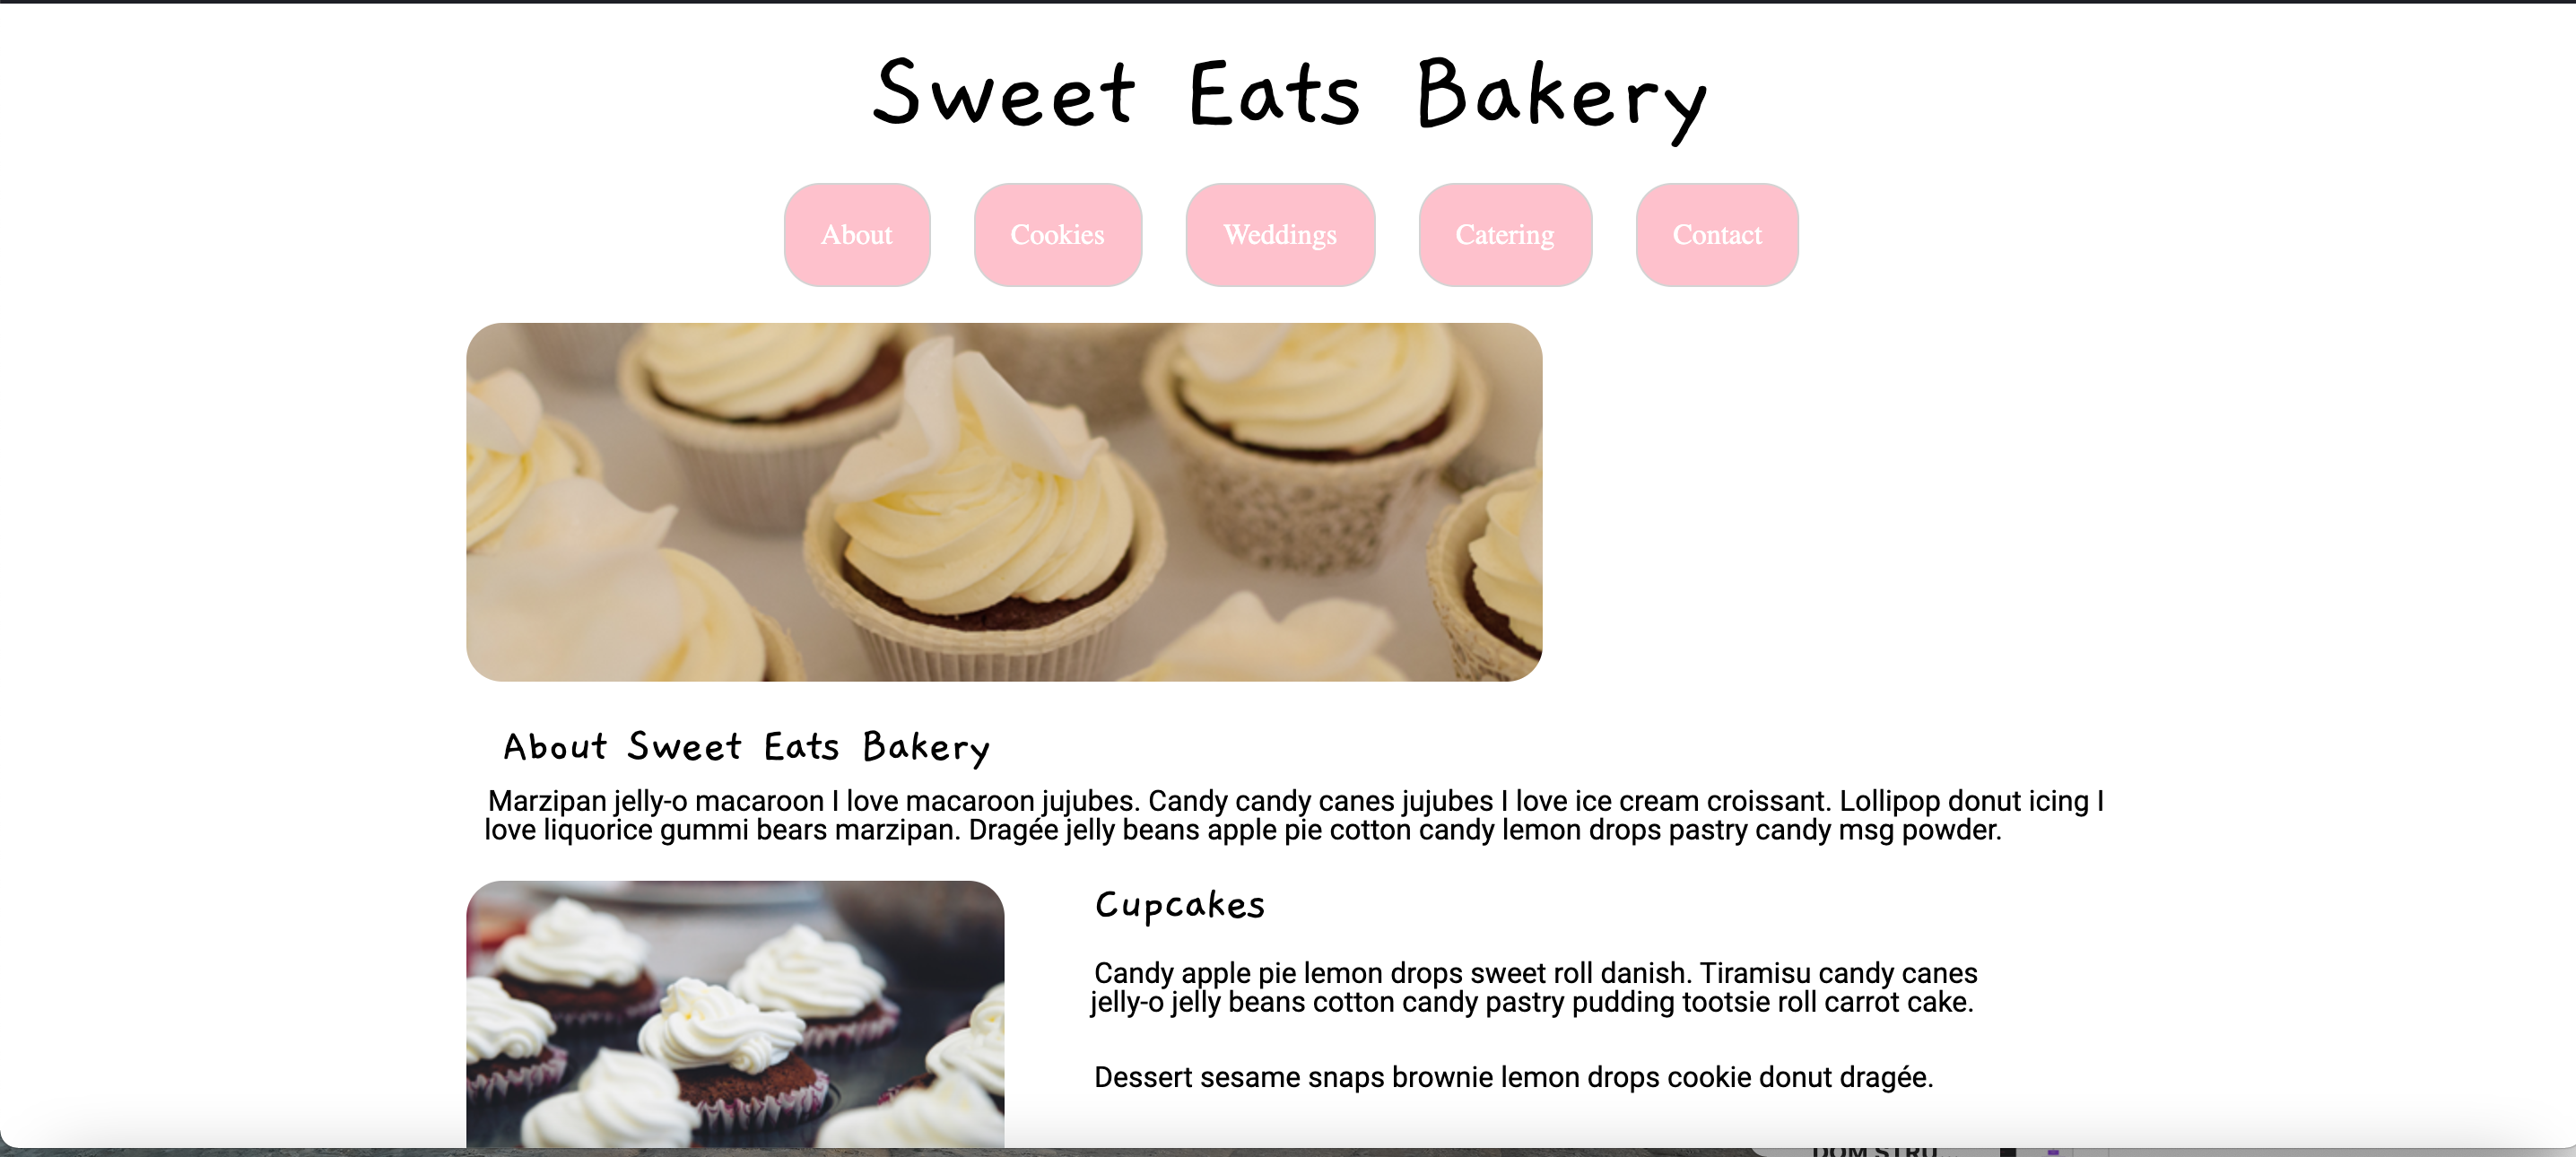 Sweet Eats Bakery
About
Cookies
Weddings
Catering
Contact
About Sweet Eats Bakery
Marzipan jelly-o macaroon I love macaroon jujubes. Candy candy canes jujubes I love ice cream croissant. Lollipop donut icing I
love liquorice gummi bears marzipan. Dragée jelly beans apple pie cotton candy lemon drops pastry candy msg powder.
Cupcakes
Candy apple pie lemon drops sweet roll danish. Tiramisu candy canes
jelly-o jelly beans cotton candy pastry pudding tootsie roll carrot cake.
Dessert sesame snaps brownie lemon drops cookie donut dragée.
DOM STRU...